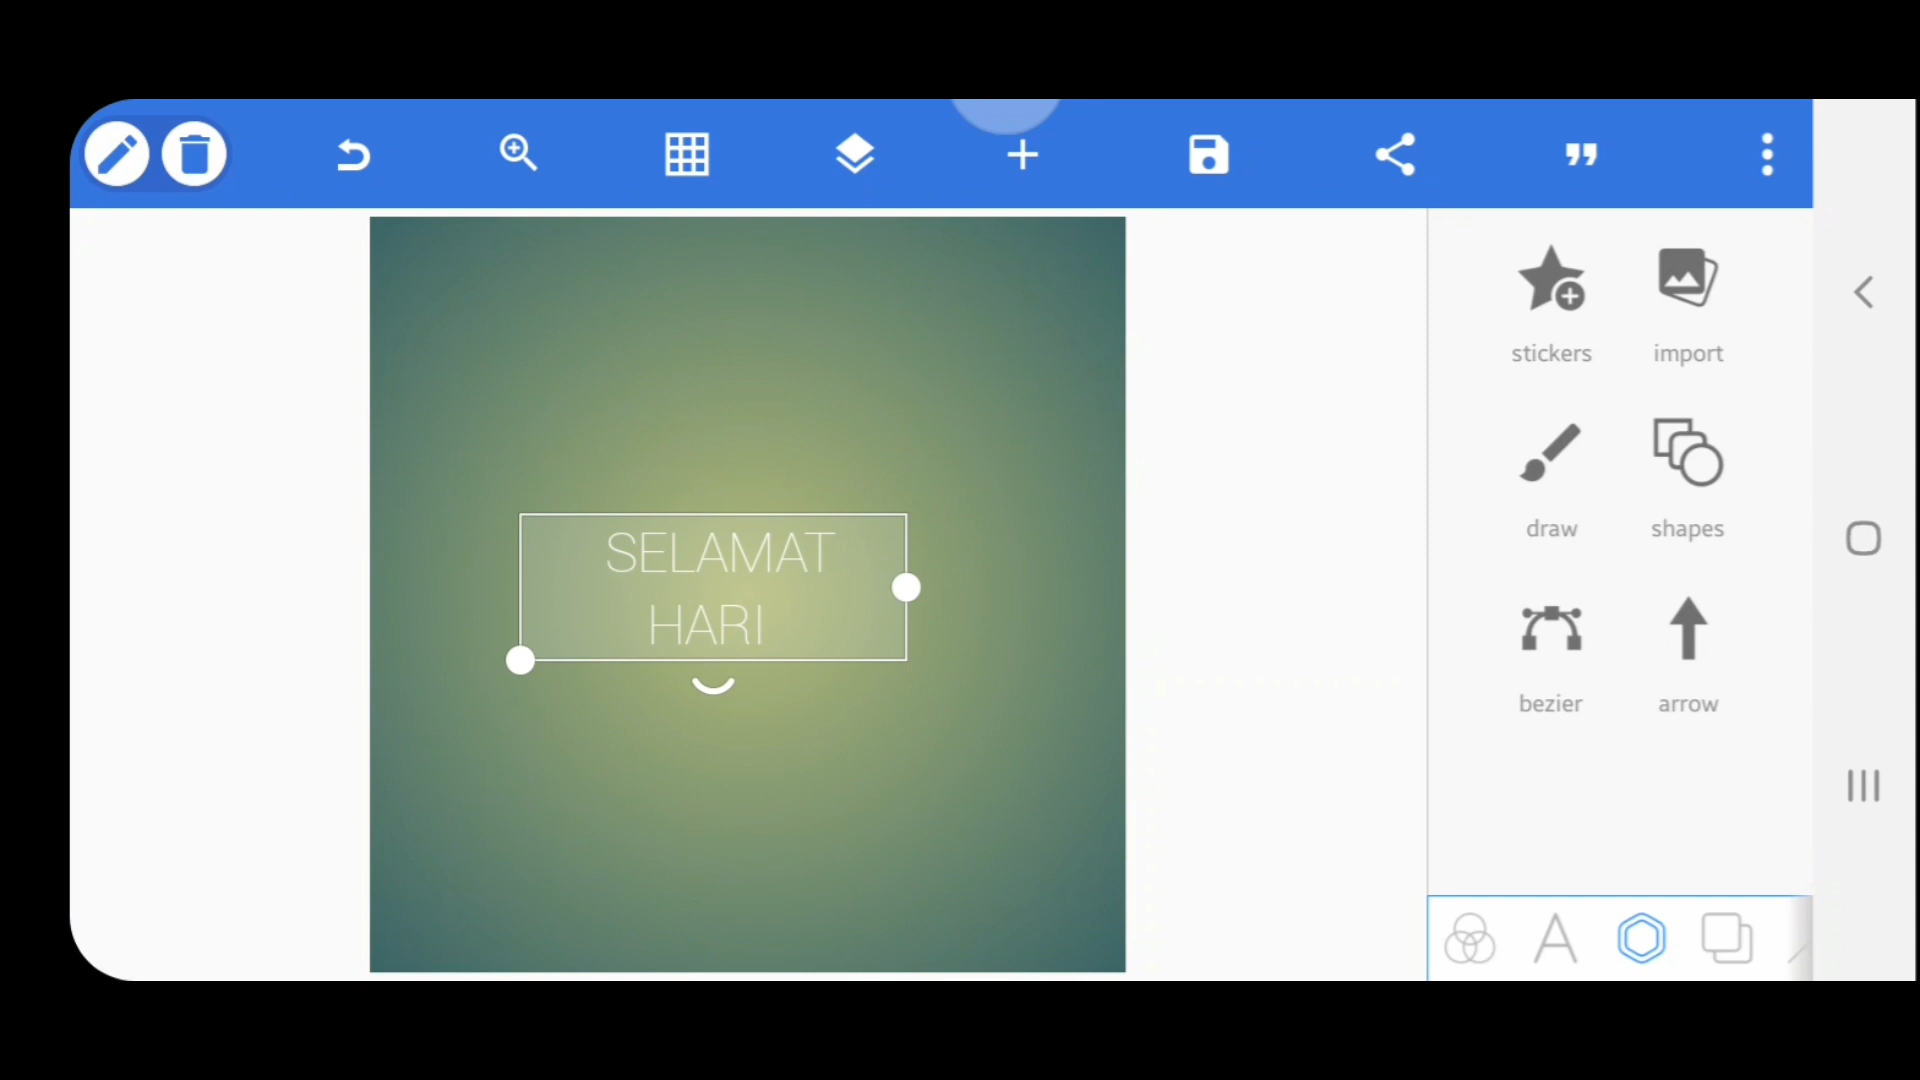 SELAMAT
HARI
stickers
import
draw
shapes
bezier
arrow